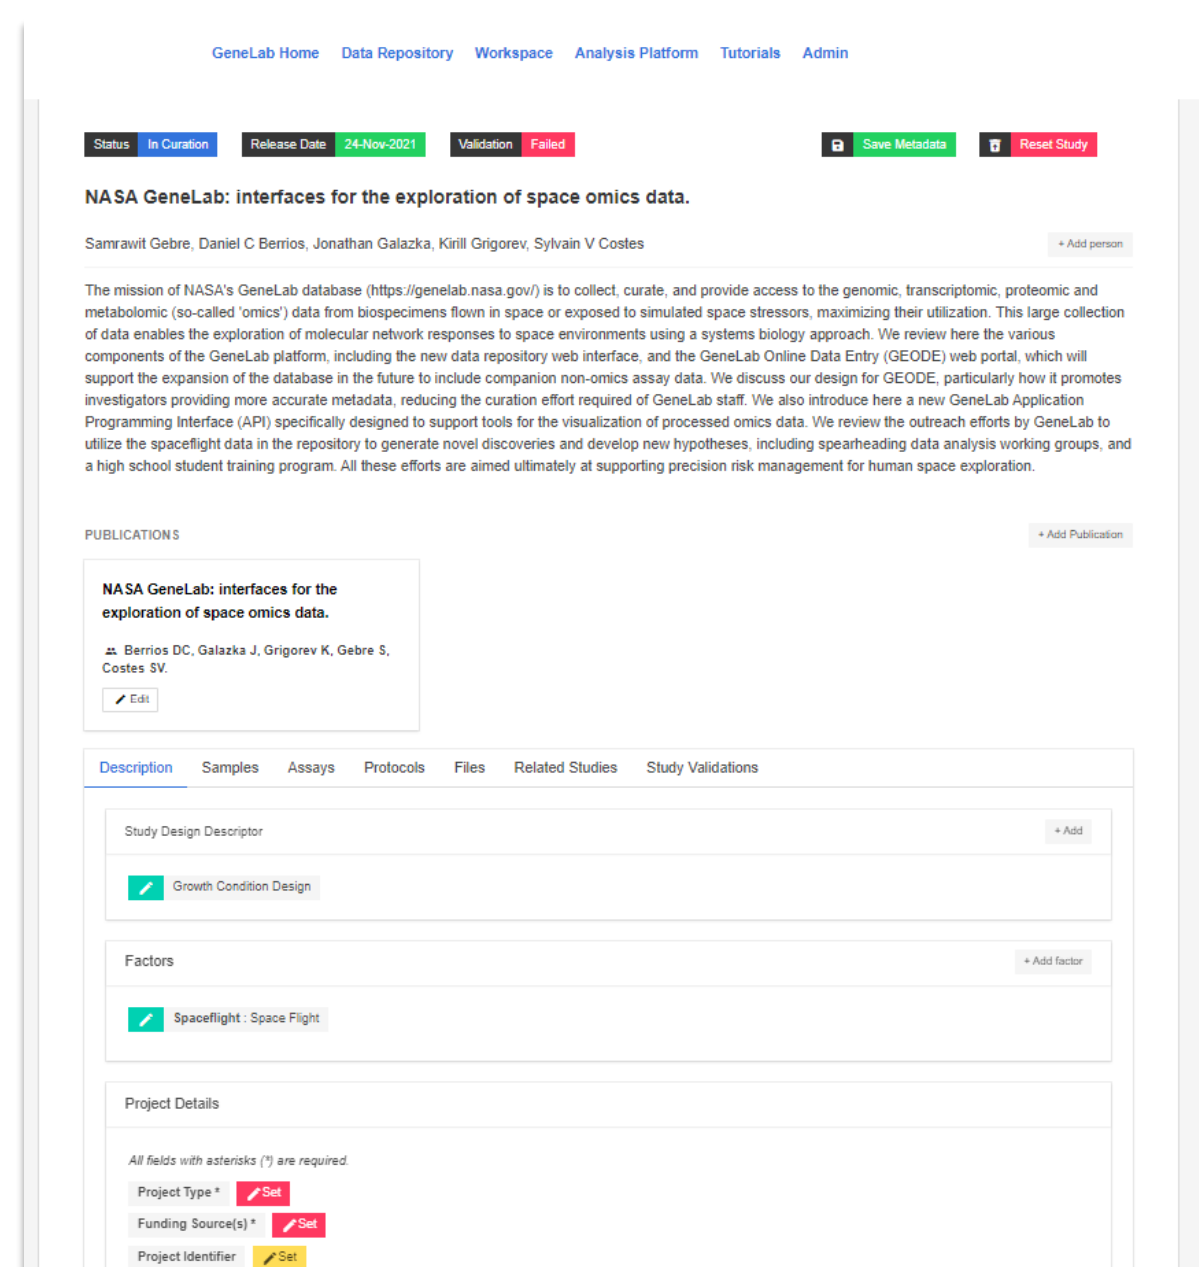 GeneLab Home Data Repository Workspace Analysis Platform Tutorials Admin
Status In Curation Release Date 24-Nov-2021 Validation Failed Save Metadata Reset Study
NASA GeneLab: interfaces for the exploration of space omics data.
Samrawit Gebre, Daniel C Berrios, Jonathan Galazka, Kirill Grigorev, Sylvain V Costes + Add person
The mission of NASA's GeneLab database (https://genelab.nasa.gov/) is to collect, curate, and provide access to the genomic, transcriptomic, proteomic and
metabolomic (so-called 'omics') data from biospecimens flown in space or exposed to simulated space stressors, maximizing their utilization. This large collection
of data enables the exploration of molecular network responses to space environments using a systems biology approach. We review here the various
components of the GeneLab platform, including the new data repository web interface, and the GeneLab Online Data Entry (GEODE) web portal, which will
support the expansion of the database in the future to include companion non-omics assay data. We discuss our design for GEODE, particularly how it promotes
investigators providing more accurate metadata, reducing the curation effort required of GeneLab staff. We also introduce here a new GeneLab Application
Programming Interface (API) specifically designed to support tools for the visualization of processed omics data. We review the outreach efforts by GeneLab to
utilize the spaceflight data in the repository to generate novel discoveries and develop new hypotheses, including spearheading data analysis working groups, and
a high school student training program. All these efforts are aimed ultimately at supporting precision risk management for human space exploration.
PUBLICATIONS + Add Publication
NASA GeneLab: interfaces for the
exploration of space omics data.
Berrios DC, Galazka J, Grigorev K, Gebre S,
Costes SV.
Edit
Description Samples Assays Protocols Files Related Studies Study Validations
Study Design Descriptor + Add
Growth Condition Design
Factors + Add factor
Spaceflight : Space Flight
Project Details
All fields with asterisks (*) are required.
Project Type * Set
Funding Source(s) * Set
Project Identifier Set